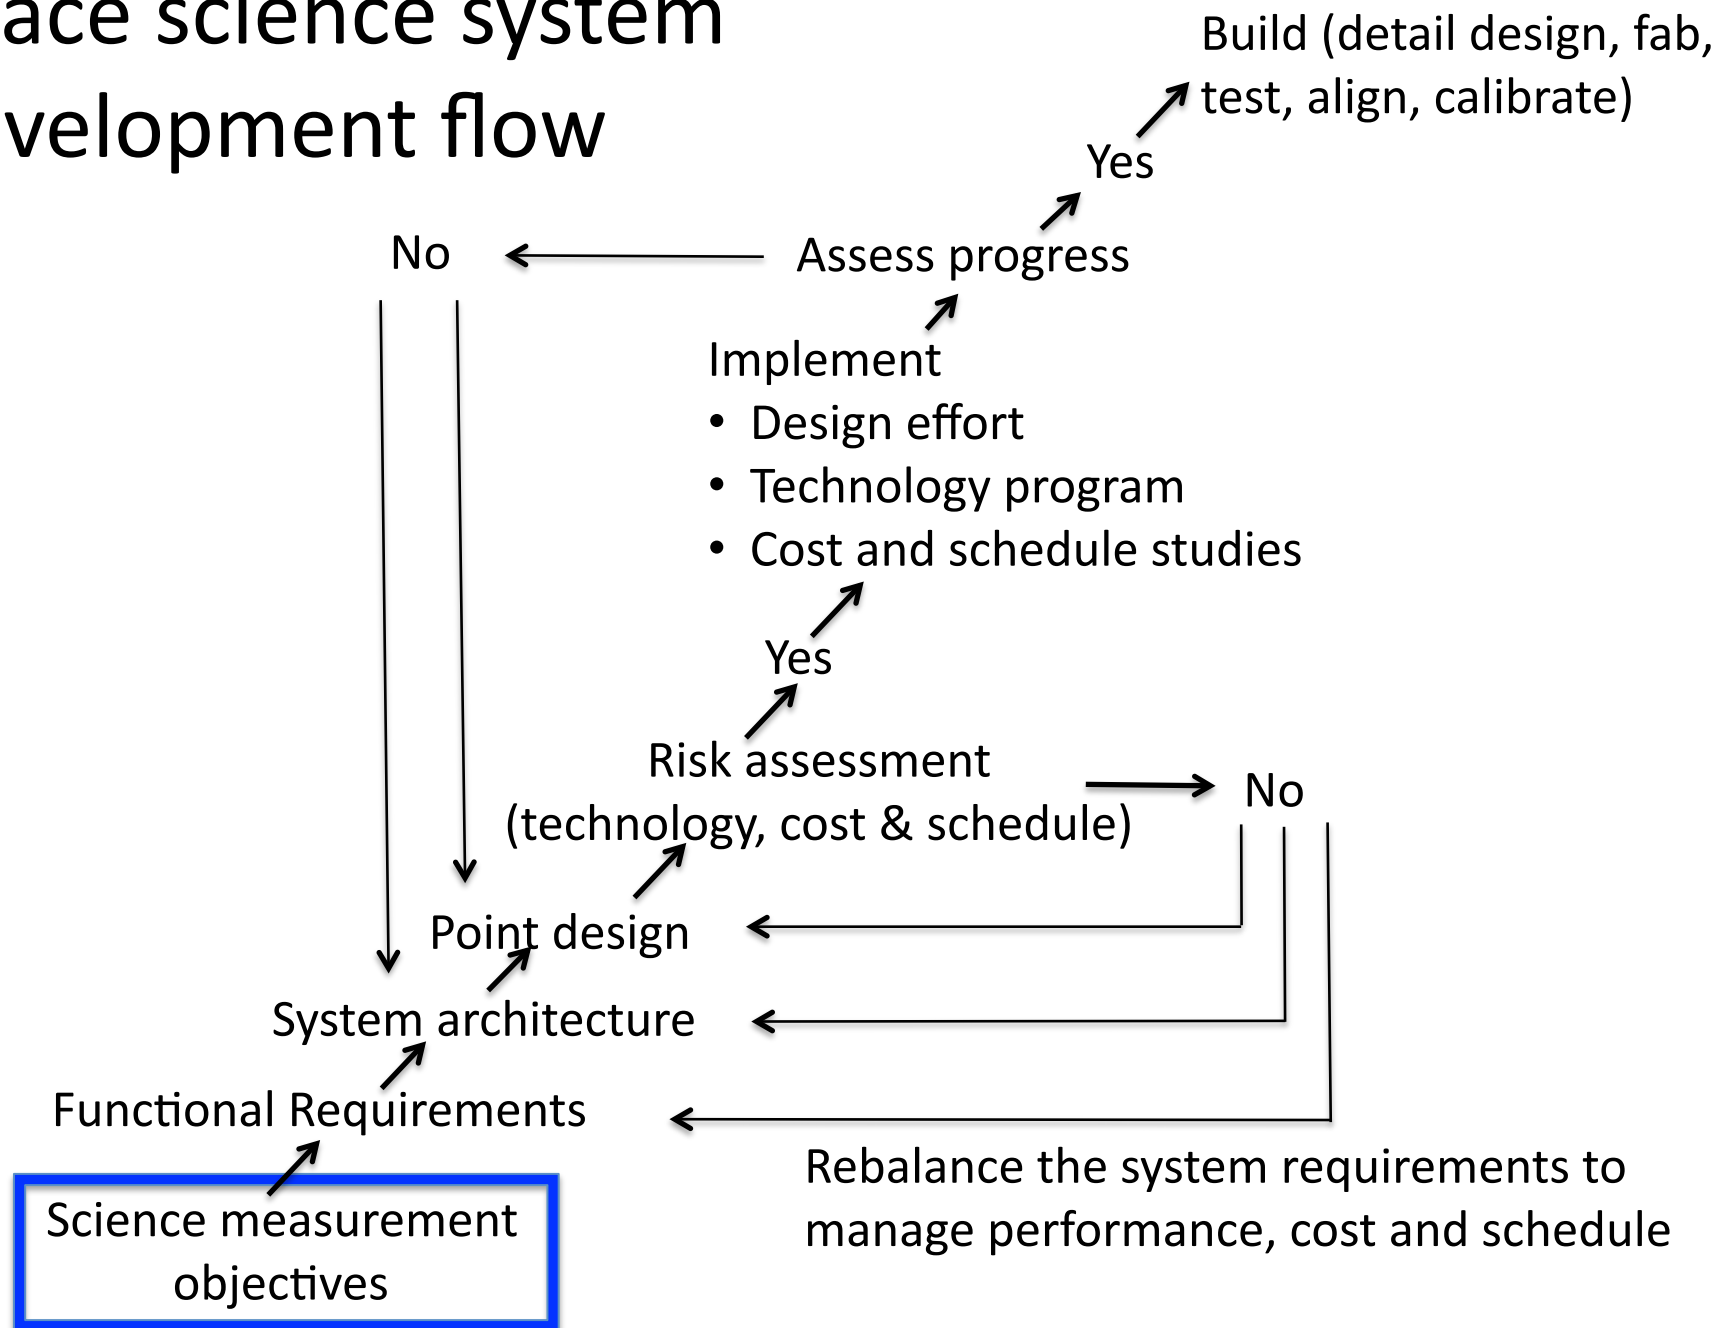 ace science system
velopment flow
Build (detail design, fab,
test, align, calibrate)
Yes
No
Assess progress
Implement
• Design effort
• Technology program
• Cost and schedule studies
Yes
Risk assessment
(technology, cost & schedule)
No
Point design
System architecture
Functional Requirements
Rebalance the system requirements to
manage performance, cost and schedule
Science measurement
objectives